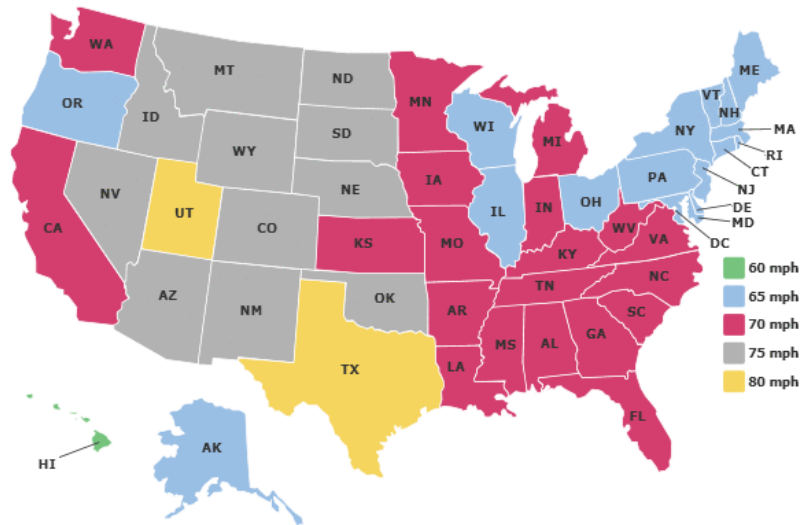 WA
MT
ND
MN
ME
VT
NH
OR
ID
SD
WI
MI
NY
MA
RI
CT
WY
IA
NE
PA
NJ
NV
UT
CO
IL
IN
OH
DE
MD
DC
CA
KS
MO
KY
WV
VA
AZ
NM
OK
AR
TN
NC
SC
MS
AL
GA
TX
LA
FL
HI
AK
60 mph
65 mph
70 mph
75 mph
80 mph